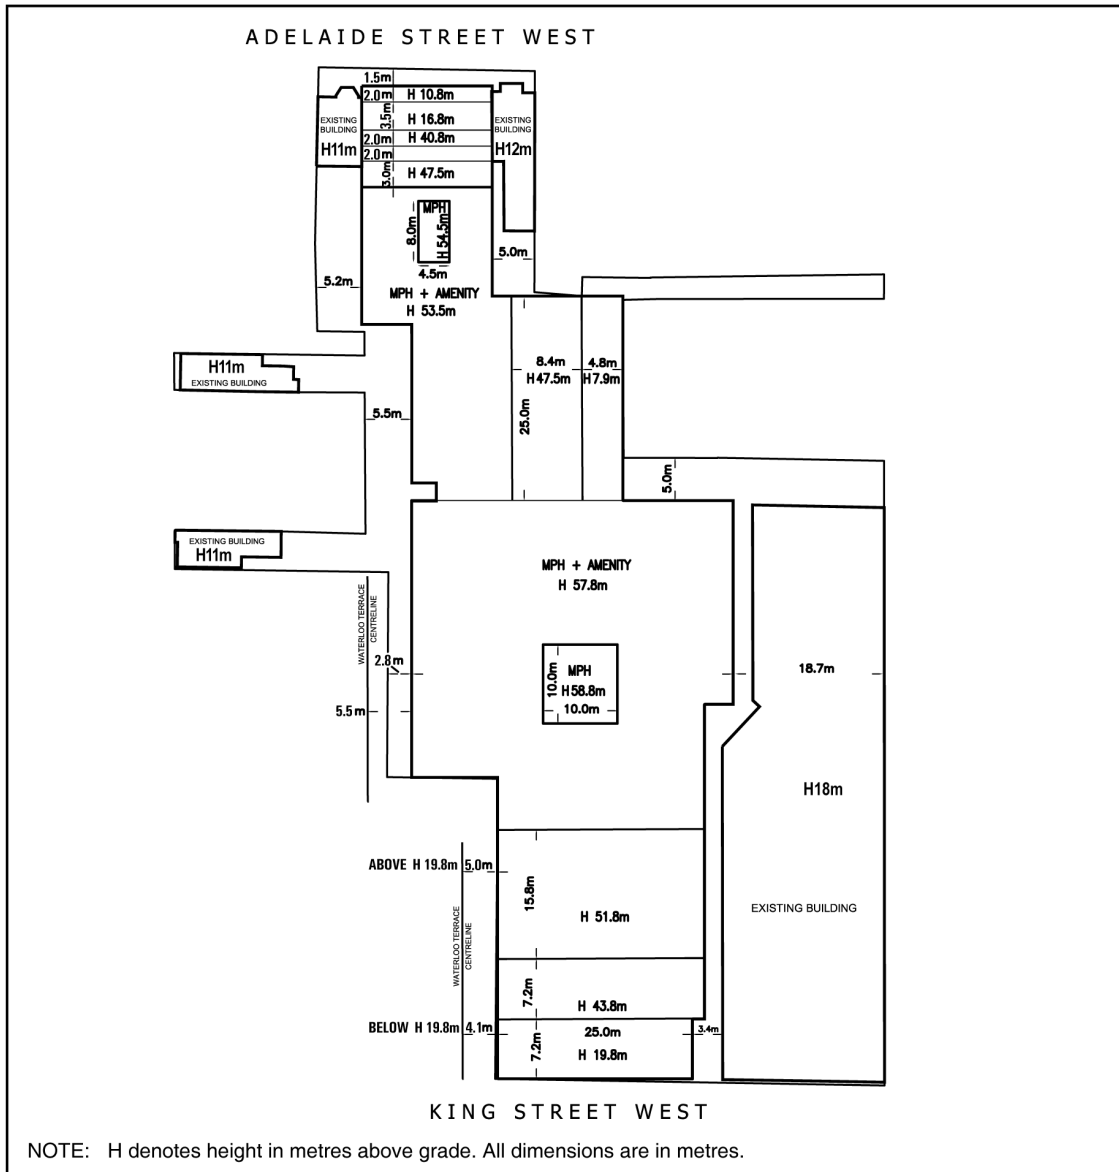 ADELAIDE STREET WEST
1.5m
2.0m
H 10.8m
3.5m
H 16.8m
2.0m
H 40.8m
2.0m
3.0m
H 47.5m
EXISTING
BUILDING
H11m
EXISTING
BUILDING
H12m
MPH
H 54.5m
8.0m
4.5m
5.0m
5.2m
MPH + AMENITY
H 53.5m
H11m
EXISTING BUILDING
8.4m
H 47.5m
4.8m
H 7.9m
25.0m
5.5m
5.0m
EXISTING BUILDING
H11m
MPH + AMENITY
H 57.8m
WATERLOO TERRACE
CENTRELINE
2.8m
5.5m
10.0m
MPH
H 58.8m
10.0m
18.7m
H18m
EXISTING BUILDING
ABOVE H 19.8m
5.0m
15.8m
H 51.8m
WATERLOO TERRACE
CENTRELINE
7.2m
H 43.8m
BELOW H 19.8m
4.1m
7.2m
25.0m
H 19.8m
3.4m
KING STREET WEST
NOTE: H denotes height in metres above grade. All dimensions are in metres.